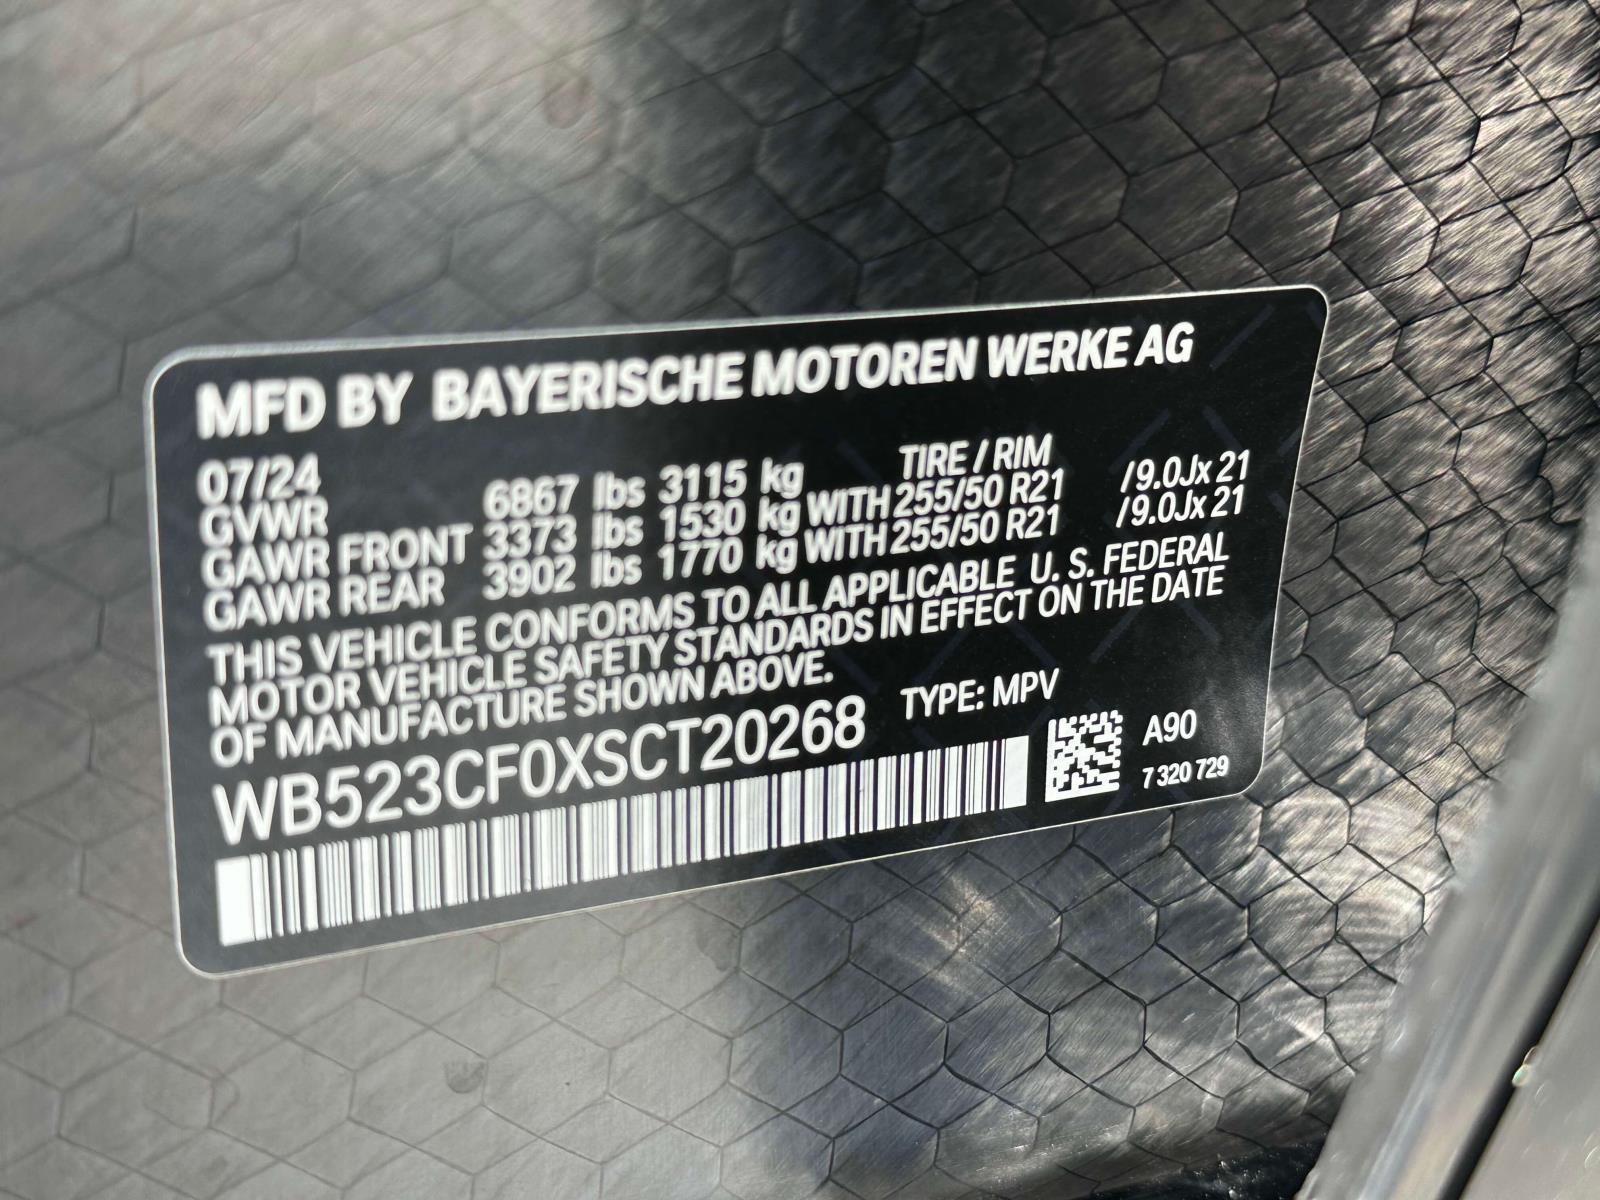 MFD BY BAYERISCHE MOTOREN WERKE AG
07/24 TIRE / RIM
GVWR 6867 lbs 3115 kg
GAWR FRONT 3373 lbs 1530 kg WITH 255/50 R21 /9.0Jx 21
GAWR REAR 3902 lbs 1770 kg WITH 255/50 R21 /9.0Jx 21
THIS VEHICLE CONFORMS TO ALL APPLICABLE U. S. FEDERAL
MOTOR VEHICLE SAFETY STANDARDS IN EFFECT ON THE DATE
OF MANUFACTURE SHOWN ABOVE.
WB523CF0XSCT20268 TYPE: MPV
A90
7 320 729